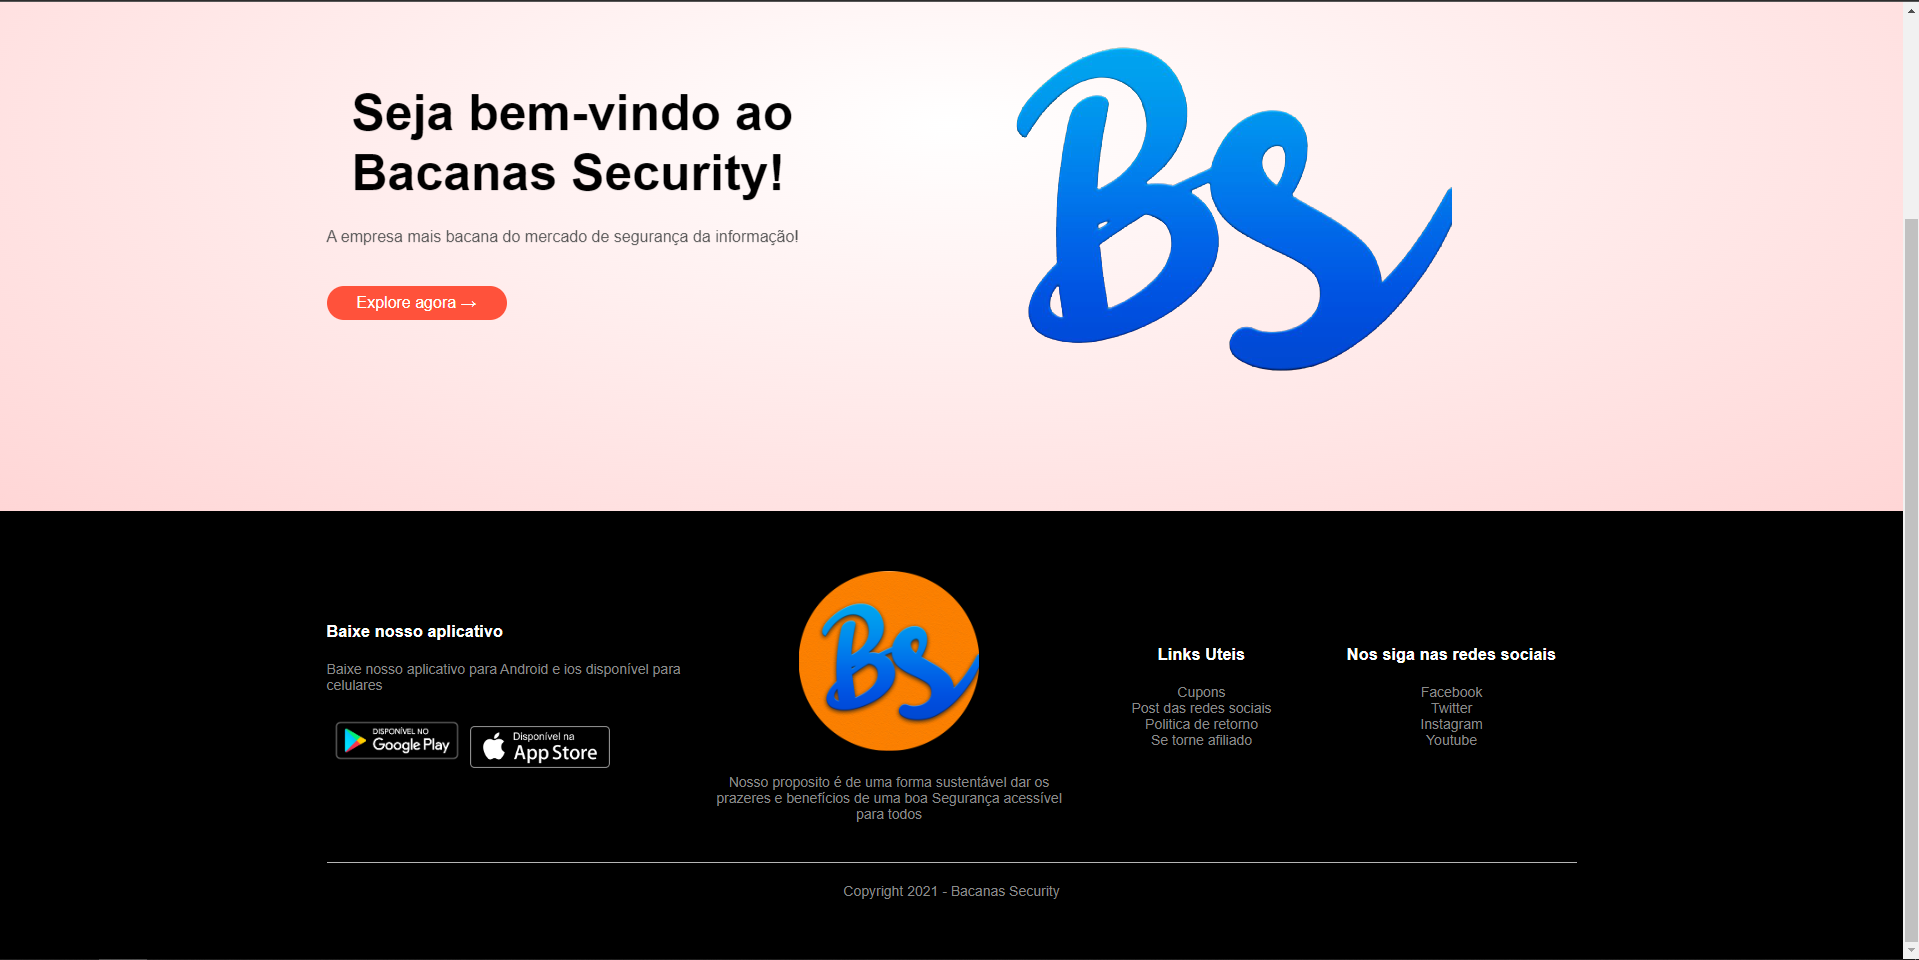 Seja bem-vindo ao
Bacanas Security!
A empresa mais bacana do mercado de segurança da informação!
Explore agora →
BS
Baixe nosso aplicativo
Baixe nosso aplicativo para Android e ios disponível para
celulares
DISPONÍVEL NO
Google Play
Disponível na
App Store
BS
Nosso proposito é de uma forma sustentável dar os
prazeres e benefícios de uma boa Segurança acessível
para todos
Links Uteis
Cupons
Post das redes sociais
Politica de retorno
Se torne afiliado
Nos siga nas redes sociais
Facebook
Twitter
Instagram
Youtube
Copyright 2021 - Bacanas Security